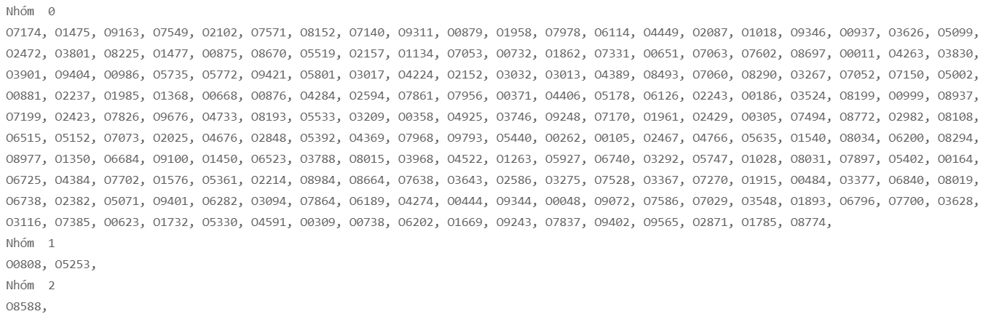 Nhóm  0
O7174, O1475, O9163, O7549, O2102, O7571, O8152, O7140, O9311, O0879, O1958, O7978, O6114, O4449, O2087, O1018, O9346, O0937, O3626, O5099,
O2472, O3801, O8225, O1477, O0875, O8670, O5519, O2157, O1134, O7053, O0732, O1862, O7331, O0651, O7063, O7602, O8697, O0011, O4263, O3830,
O3901, O9404, O0986, O5735, O5772, O9421, O5801, O3017, O4224, O2152, O3032, O3013, O4389, O8493, O7060, O8290, O3267, O7052, O7150, O5002,
O0881, O2237, O1985, O1368, O0668, O0876, O4284, O2594, O7861, O7956, O0371, O4406, O5178, O6126, O2243, O0186, O3524, O8199, O0999, O8937,
O7199, O2423, O7826, O9676, O4733, O8193, O5533, O3209, O0358, O4925, O3746, O9248, O7170, O1961, O2429, O0305, O7494, O8772, O2982, O8108,
O6515, O5152, O7073, O2025, O4676, O2848, O5392, O4369, O7968, O9793, O5440, O0262, O0105, O2467, O4766, O5635, O1540, O8034, O6200, O8294,
O8977, O1350, O6684, O9100, O1450, O6523, O3788, O8015, O3968, O4522, O1263, O5927, O6740, O3292, O5747, O1028, O8031, O7897, O5402, O0164,
O6725, O4384, O7702, O1576, O5361, O2214, O8984, O8664, O7638, O3643, O2586, O3275, O7528, O3367, O7270, O1915, O0484, O3377, O6840, O8019,
O6738, O2382, O5071, O9401, O6282, O3094, O7864, O6189, O4274, O0444, O9344, O0048, O9072, O7586, O7029, O3548, O1893, O6796, O7700, O3628,
O3116, O7385, O0623, O1732, O5330, O4591, O0309, O0738, O6202, O1669, O9243, O7837, O9402, O9565, O2871, O1785, O8774,
Nhóm  1
O0808, O5253,
Nhóm  2
O8588,